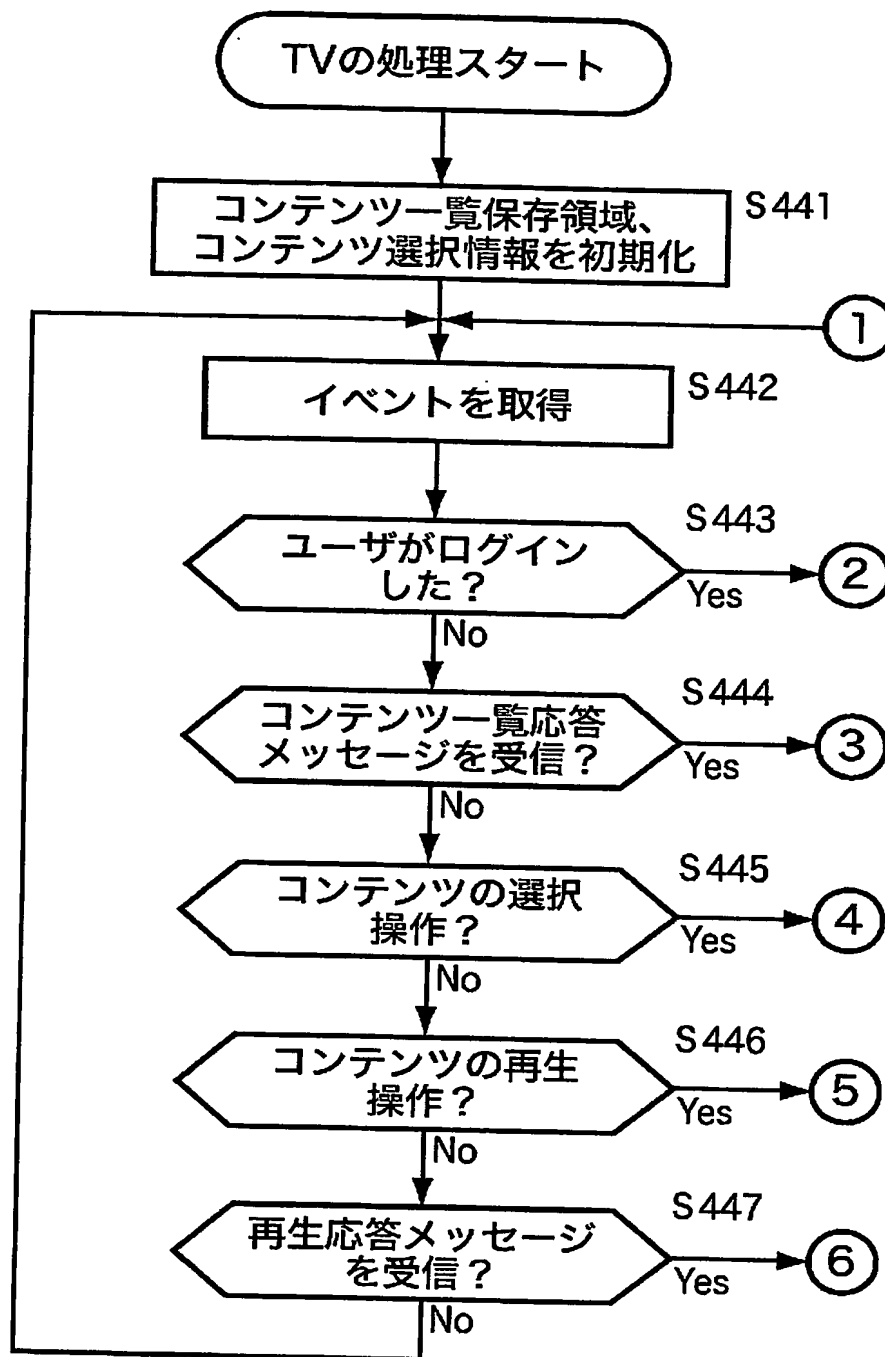 TVの処理スタート
コンテンツ一覧保存領域、
コンテンツ選択情報を初期化
S441
1
イベントを取得
S442
ユーザがログイン
した?
S443
Yes
2
No
コンテンツ一覧応答
メッセージを受信?
S444
Yes
3
No
コンテンツの選択
操作?
S445
Yes
4
No
コンテンツの再生
操作?
S446
Yes
5
No
再生応答メッセージ
を受信?
S447
Yes
6
No